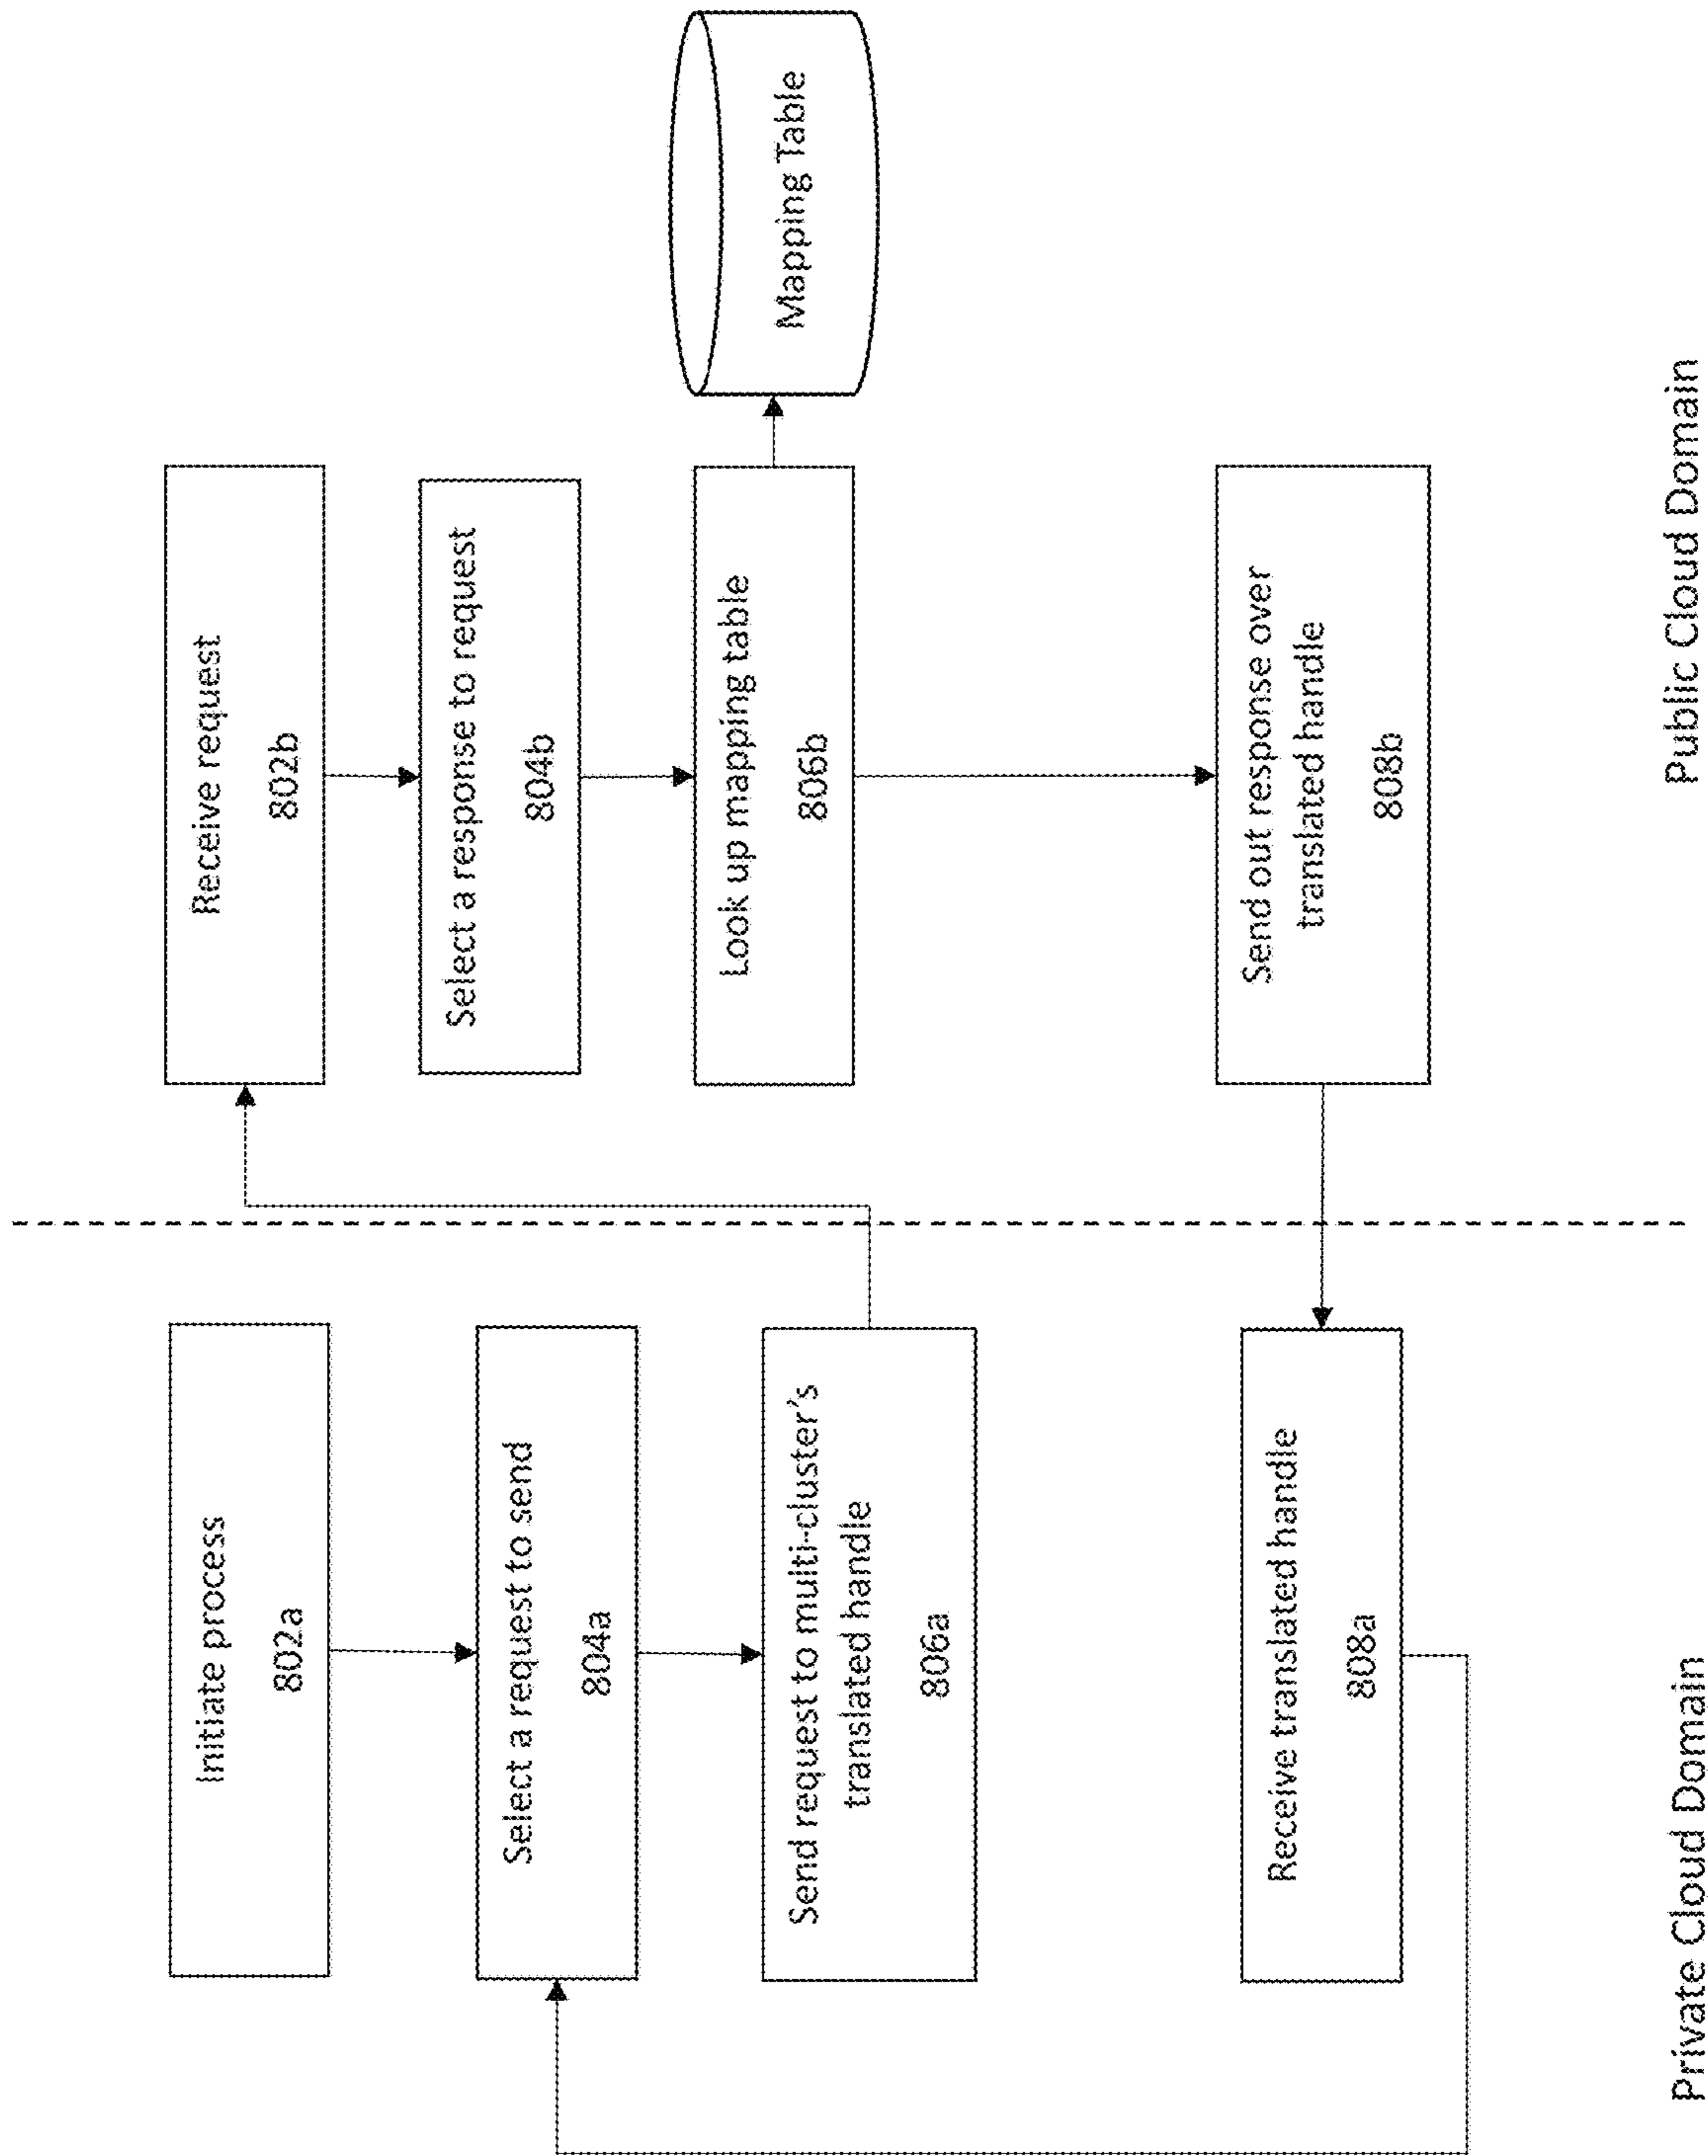 Initiate process
802a
Select a request to send
804a
Send request to multi-cluster's
translated handle
806a
Receive translated handle
808a
Private Cloud Domain
Receive request
802b
Select a response to request
804b
Look up mapping table
806b
Mapping Table
Send out response over
translated handle
808b
Public Cloud Domain